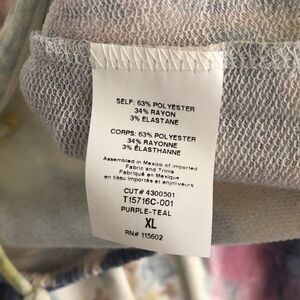 SELF: 63% POLYESTER
34% RAYON
3% ELASTANE
CORPS: 63% POLYESTER
34% RAYONNE
3% ÉLASTHANNE
Assembled in Mexico of imported
Fabric and Trims
Fabriqué en Mexique
en tissu importés et enjoliveurs
CUT# 4300501
T15716C-001
PURPLE-TEAL
XL
RN# 115602